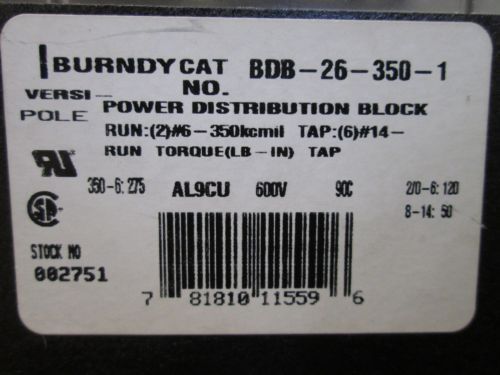 BURNDY CAT NO. BDB-26-350-1
VERSI-POLE
POWER DISTRIBUTION BLOCK
RUN:(2)#6-350kcmil TAP:(6)#14-
RUN TORQUE(LB-IN) TAP
350-6: 275 AL9CU 600V 90C 2/0-6: 120
8-14: 50
STOCK NO
002751
7 81810 11559 6